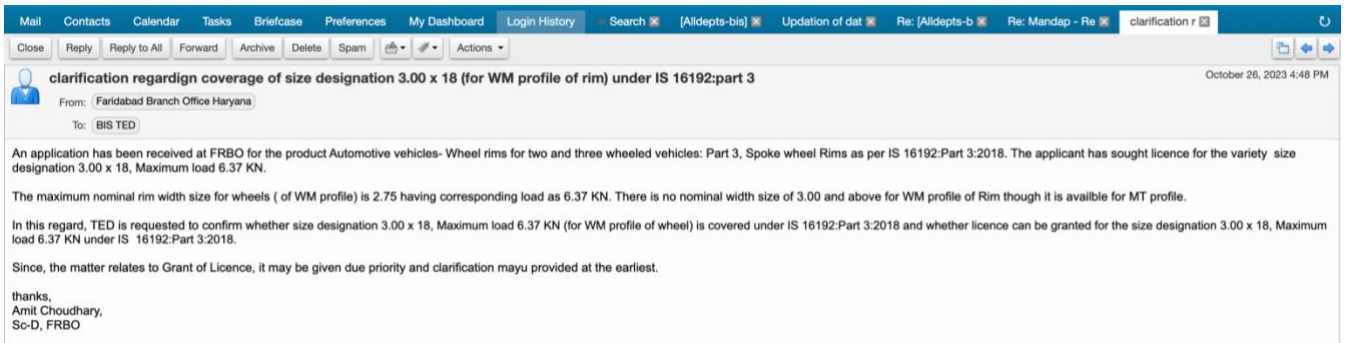 Mail Contacts Calendar Tasks Briefcase Preferences My Dashboard Login History Search [Alldepts-bis] Updation of dat Re: [Alldepts-b Re: Mandap - Re clarification r
Close Reply Reply to All Forward Archive Delete Spam Actions
clarification regardign coverage of size designation 3.00 x 18 (for WM profile of rim) under IS 16192:part 3 October 26, 2023 4:48 PM
From: Faridabad Branch Office Haryana
To: BIS TED
An application has been received at FRBO for the product Automotive vehicles- Wheel rims for two and three wheeled vehicles: Part 3, Spoke wheel Rims as per IS 16192:Part 3:2018. The applicant has sought licence for the variety size
designation 3.00 x 18, Maximum load 6.37 KN.
The maximum nominal rim width size for wheels ( of WM profile) is 2.75 having corresponding load as 6.37 KN. There is no nominal width size of 3.00 and above for WM profile of Rim though it is availble for MT profile.
In this regard, TED is requested to confirm whether size designation 3.00 x 18, Maximum load 6.37 KN (for WM profile of wheel) is covered under IS 16192:Part 3:2018 and whether licence can be granted for the size designation 3.00 x 18, Maximum
load 6.37 KN under IS 16192:Part 3:2018.
Since, the matter relates to Grant of Licence, it may be given due priority and clarification mayu provided at the earliest.
thanks,
Amit Choudhary,
Sc-D, FRBO